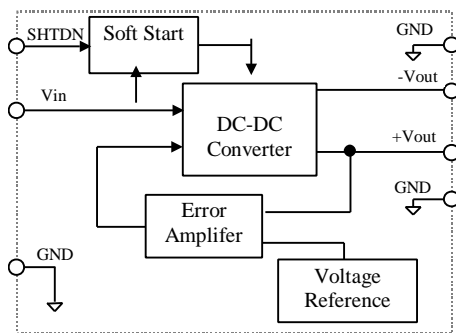 SHTDN
Soft Start
GND
-Vout
Vin
DC-DC
Converter
+Vout
GND
Error
Amplifer
GND
Voltage
Reference